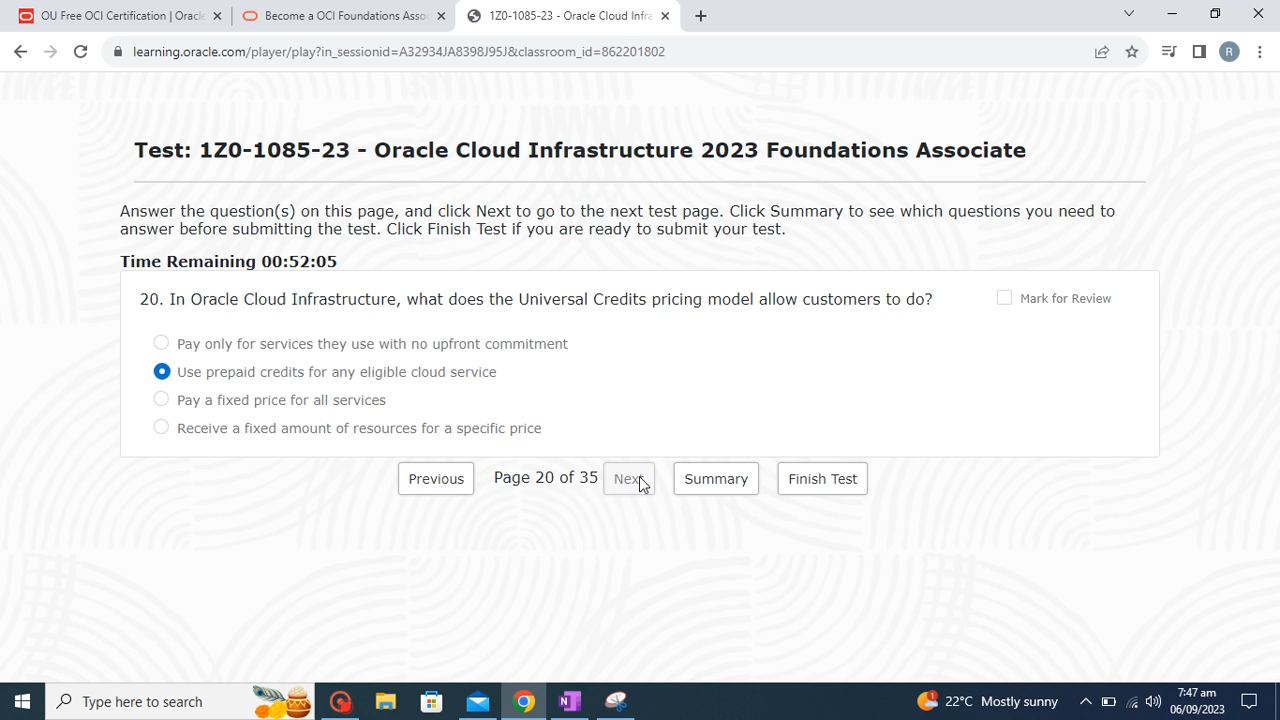 OU Free OCI Certification | Oracle
Become a OCI Foundations Asso
1Z0-1085-23 - Oracle Cloud Infra
learning.oracle.com/player/play?in_sessionid=A32934JA8398J95J&classroom_id=862201802
R
Test: 1Z0-1085-23 - Oracle Cloud Infrastructure 2023 Foundations Associate
Answer the question(s) on this page, and click Next to go to the next test page. Click Summary to see which questions you need to
answer before submitting the test. Click Finish Test if you are ready to submit your test.
Time Remaining 00:52:05
20. In Oracle Cloud Infrastructure, what does the Universal Credits pricing model allow customers to do?
Mark for Review
Pay only for services they use with no upfront commitment
Use prepaid credits for any eligible cloud service
Pay a fixed price for all services
Receive a fixed amount of resources for a specific price
Previous
Page 20 of 35
Next
Summary
Finish Test
Type here to search
1
22°C Mostly sunny
7:47 am
06/09/2023